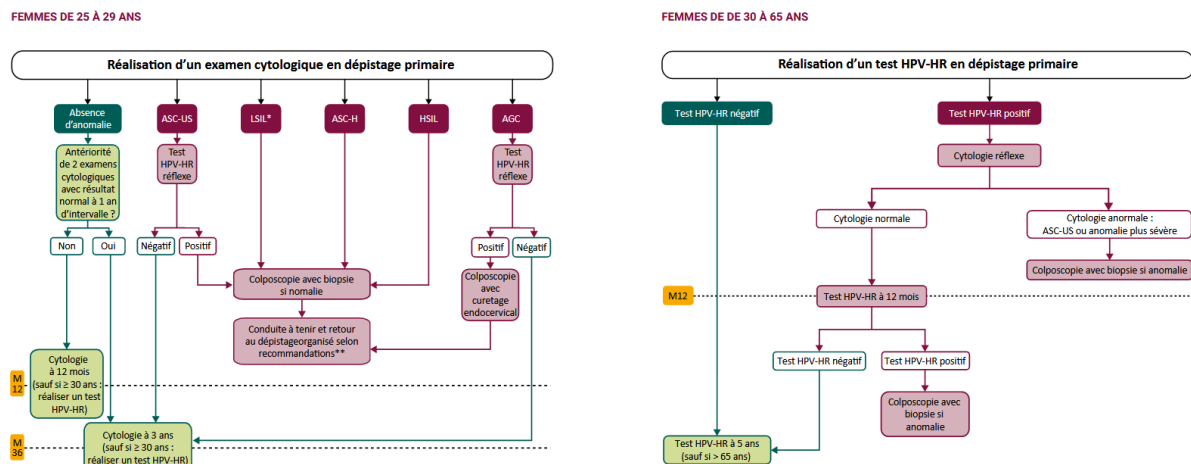 FEMMES DE 25 À 29 ANS
Réalisation d'un examen cytologique en dépistage primaire
Absence
d'anomalie
ASC-US
LSIL*
ASC-H
HSIL
AGC
Antériorité
de 2 examens
cytologiques
avec résultat
normal à 1 an
d'intervalle ?
Test
HPV-HR
réflexe
Test
HPV-HR
réflexe
Non
Oui
Négatif
Positif
Positif
Négatif
Colposcopie avec biopsie
si nomalie
Colposcopie
avec
curetage
endocervical
Conduite à tenir et retour
au dépistageorganisé selon
recommandations**
Cytologie
à 12 mois
(sauf si ≥ 30 ans :
réaliser un test
HPV-HR)
M
12
Cytologie à 3 ans
(sauf si ≥ 30 ans :
réaliser un test HPV-HR)
M
36
FEMMES DE DE 30 À 65 ANS
Réalisation d'un test HPV-HR en dépistage primaire
Test HPV-HR négatif
Test HPV-HR positif
Cytologie réflexe
Cytologie normale
Cytologie anormale :
ASC-US ou anomalie plus sévère
Colposcopie avec biopsie si anomalie
M12
Test HPV-HR à 12 mois
Test HPV-HR négatif
Test HPV-HR positif
Colposcopie avec
biopsie si
anomalie
Test HPV-HR à 5 ans
(sauf si > 65 ans)